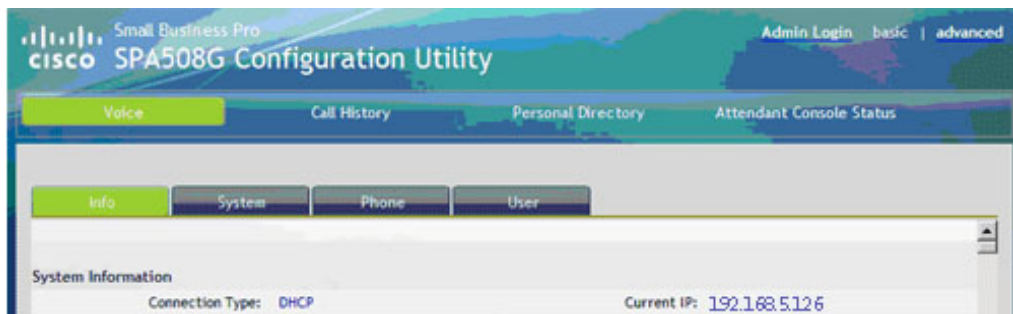 Small Business Pro
Admin Login basic | advanced
cisco SPA508G Configuration Utility
Voice Call History Personal Directory Attendant Console Status
Info System Phone User
System Information
Connection Type: DHCP Current IP: 192.168.5.126